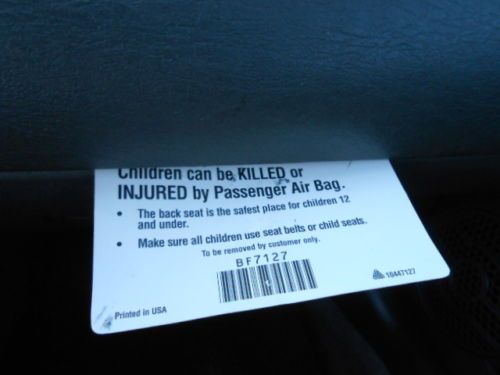 Children can be KILLED or
INJURED by Passenger Air Bag.
• The back seat is the safest place for children 12
and under.
• Make sure all children use seat belts or child seats.
To be removed by customer only.
BF7127
10447127
Printed in USA